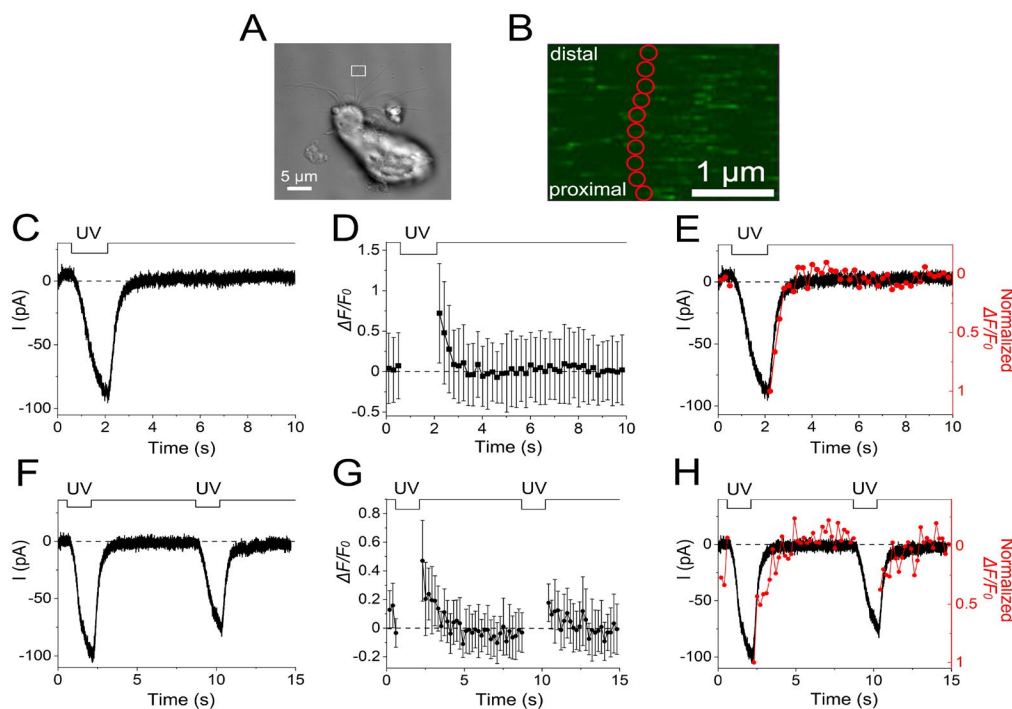 A
5 µm
B
distal
proximal
1 µm
C
UV
I (pA)
0
-50
-100
0 2 4 6 8 10
Time (s)
D
UV
ΔF/F0
1.5
1.0
0.5
0
-0.5
0 2 4 6 8 10
Time (s)
E
UV
I (pA)
0
-50
-100
0 2 4 6 8 10
Time (s)
0
0.5
1
Normalized
ΔF/F0
F
UV UV
I (pA)
0
-50
-100
0 5 10 15
Time (s)
G
UV UV
ΔF/F0
0.8
0.6
0.4
0.2
0
-0.2
0 5 10 15
Time (s)
H
UV UV
I (pA)
0
-50
-100
0 5 10 15
Time (s)
0
0.5
1
Normalized
ΔF/F0